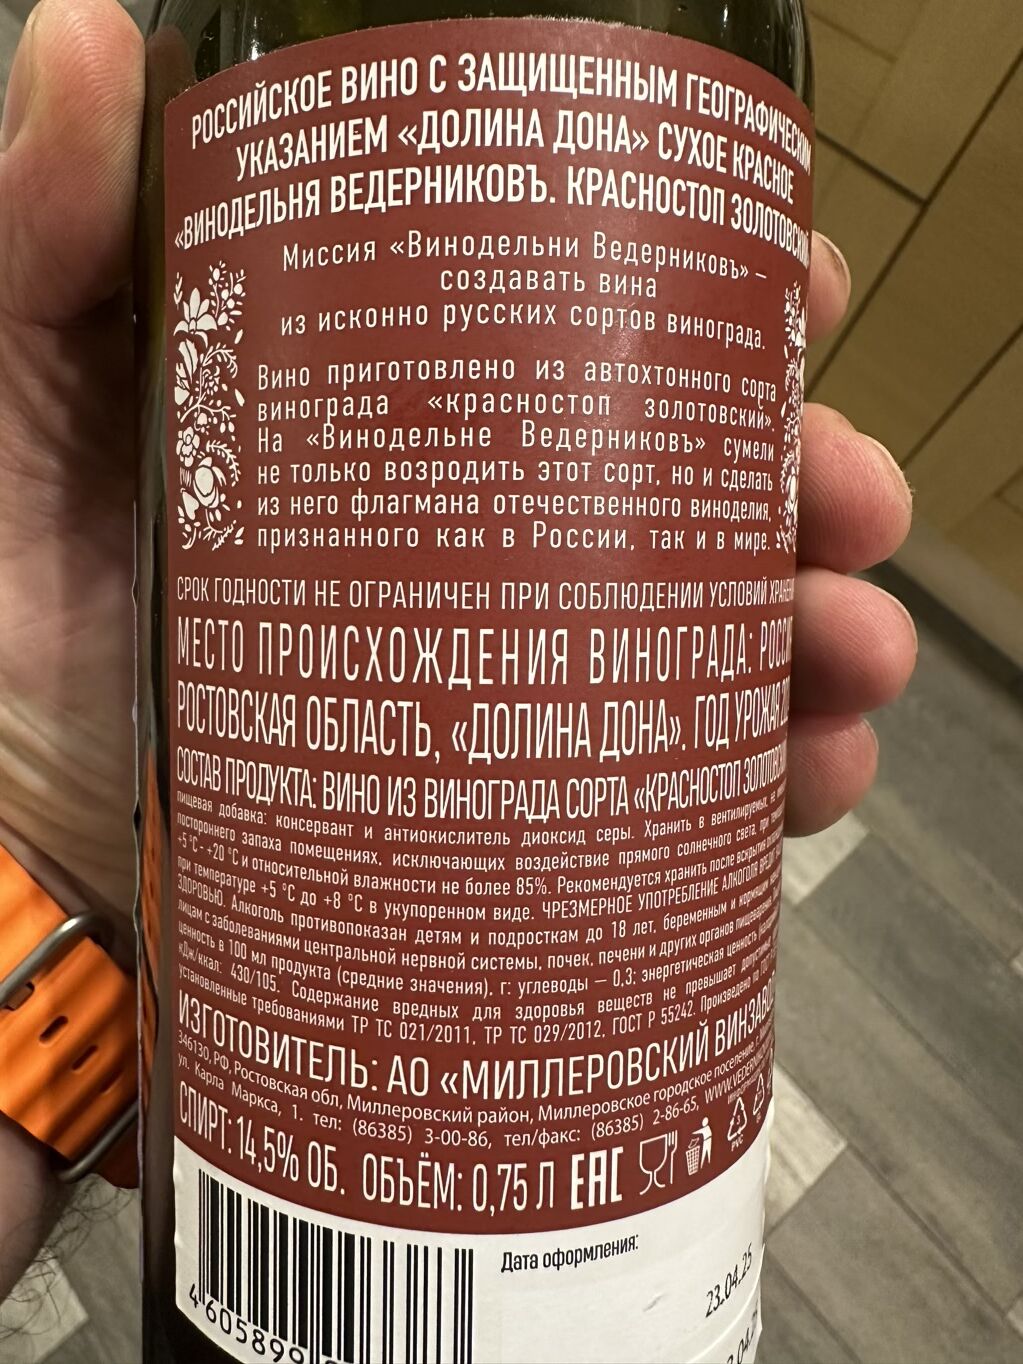 РОССИЙСКОЕ ВИНО С ЗАЩИЩЕННЫМ ГЕОГРАФИЧЕСКИМ
УКАЗАНИЕМ «ДОЛИНА ДОНА» СУХОЕ КРАСНОЕ
«ВИНОДЕЛЬНЯ ВЕДЕРНИКОВЪ. КРАСНОСТОП ЗОЛОТОВСКИЙ
Миссия «Винодельни Ведерниковъ» –
создавать вина
из исконно русских сортов винограда.
Вино приготовлено из автохтонного сорта
винограда «красностоп золотовский».
На «Винодельне Ведерниковъ» сумели
не только возродить этот сорт, но и сделать
из него флагмана отечественного виноделия,
признанного как в России, так и в мире.
СРОК ГОДНОСТИ НЕ ОГРАНИЧЕН ПРИ СОБЛЮДЕНИИ УСЛОВИЙ
МЕСТО ПРОИСХОЖДЕНИЯ ВИНОГРАДА:
РОСТОВСКАЯ ОБЛАСТЬ, «ДОЛИНА ДОНА». ГОД УРОЖАЯ
СОСТАВ ПРОДУКТА: ВИНО ИЗ ВИНОГРАДА СОРТА «КРАСНОСТОП
пищевая добавка: консервант и антиокислитель диоксид серы. Хранить в вентилируемых, не
постороннего запаха помещениях, исключающих воздействие прямого солнечного света, при
+5 °С - +20 °С и относительной влажности не более 85%. Рекомендуется хранить после вскрытия
при температуре +5 °С до +8 °С в укупоренном виде. ЧРЕЗМЕРНОЕ УПОТРЕБЛЕНИЕ АЛКОГОЛЯ
ЗДОРОВЬЮ. Алкоголь противопоказан детям и подросткам до 18 лет, беременным и кормящим
лицам с заболеваниями центральной нервной системы, почек, печени и других органов
ценность в 100 мл продукта (средние значения), г: углеводы – 0,3; энергетическая ценность
кДж/ккал: 430/105. Содержание вредных для здоровья веществ не превышает
установленные требованиями ТР ТС 021/2011, ТР ТС 029/2012. ГОСТ Р 55242. Произведено
ИЗГОТОВИТЕЛЬ: АО «МИЛЛЕРОВСКИЙ ВИНЗАВОД
346130, РФ, Ростовская обл, Миллеровский район, Миллеровское городское поселение,
ул. Карла Маркса, 1. тел: (86385) 3-00-86, тел/факс: (86385) 2-86-65,
СПИРТ: 14,5% ОБ. ОБЪЁМ: 0,75 Л ЕАС
PVC
Дата оформления:
23.04.25
4 605899